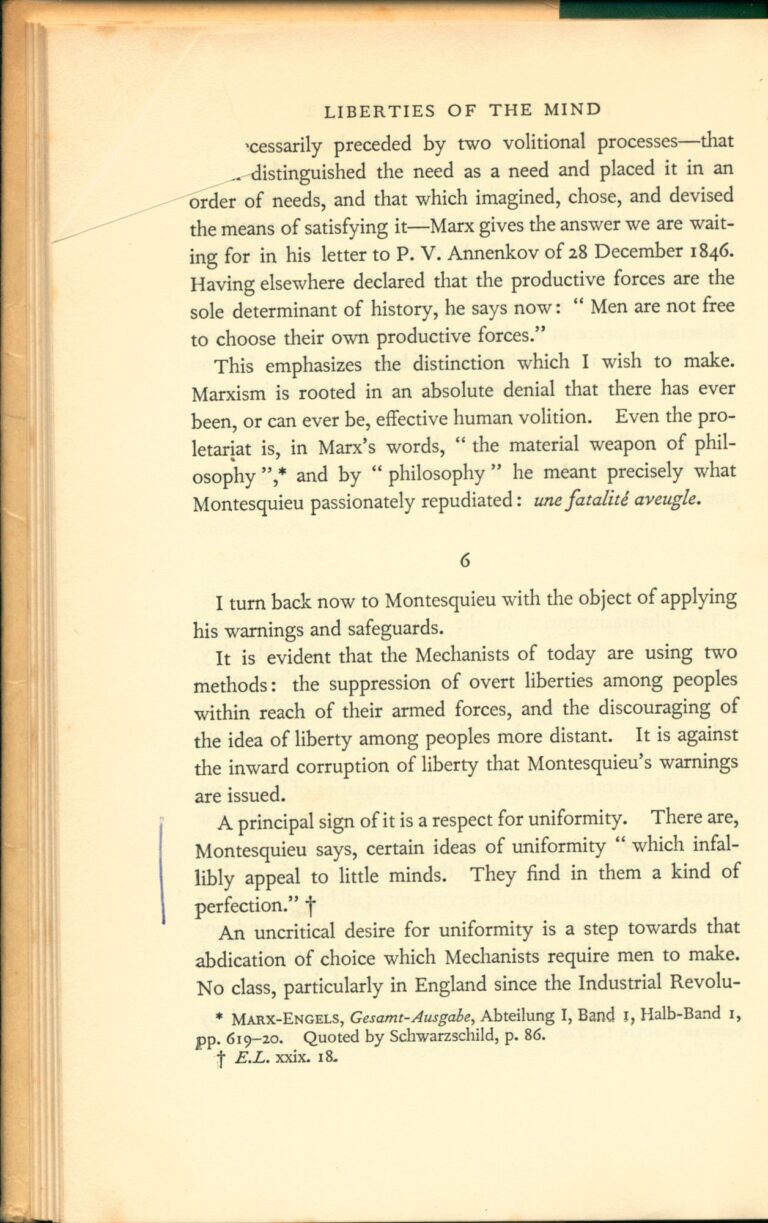 LIBERTIES OF THE MIND
cessarily preceded by two volitional processes—that
distinguished the need as a need and placed it in an
order of needs, and that which imagined, chose, and devised
the means of satisfying it—Marx gives the answer we are wait-
ing for in his letter to P. V. Annenkov of 28 December 1846.
Having elsewhere declared that the productive forces are the
sole determinant of history, he says now: “ Men are not free
to choose their own productive forces.”
This emphasizes the distinction which I wish to make.
Marxism is rooted in an absolute denial that there has ever
been, or can ever be, effective human volition. Even the pro-
letariat is, in Marx’s words, “ the material weapon of phil-
osophy ”,* and by “ philosophy ” he meant precisely what
Montesquieu passionately repudiated: une fatalité aveugle.
6
I turn back now to Montesquieu with the object of applying
his warnings and safeguards.
It is evident that the Mechanists of today are using two
methods: the suppression of overt liberties among peoples
within reach of their armed forces, and the discouraging of
the idea of liberty among peoples more distant. It is against
the inward corruption of liberty that Montesquieu’s warnings
are issued.
A principal sign of it is a respect for uniformity. There are,
Montesquieu says, certain ideas of uniformity “ which infal-
libly appeal to little minds. They find in them a kind of
perfection.” †
An uncritical desire for uniformity is a step towards that
abdication of choice which Mechanists require men to make.
No class, particularly in England since the Industrial Revolu-
* MARX-ENGELS, Gesamt-Ausgabe, Abteilung I, Band 1, Halb-Band 1,
pp. 619–20. Quoted by Schwarzschild, p. 86.
† E.L. xxix. 18.